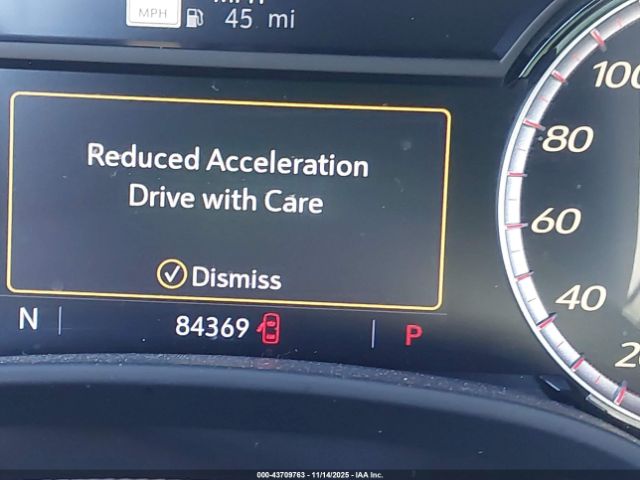 MPH
45 mi
100
Reduced Acceleration
80
Drive with Care
60
Dismiss
40
N 84369 P
20
000-43709763 - 11/14/2025 - IAA Inc.